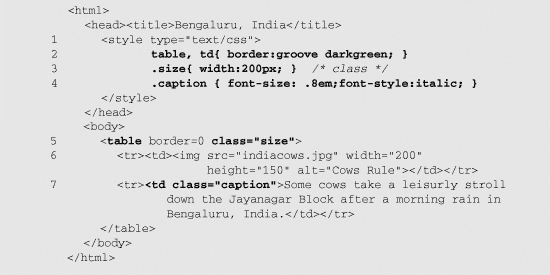 <html>
<head><title>Bengaluru, India</title>
1 <style type="text/css">
2 table, td{ border:groove darkgreen; }
3 .size{ width:200px; } /* class */
4 .caption { font-size: .8em;font-style:italic; }
</style>
</head>
<body>
5 <table border=0 class="size">
6 <tr><td><img src="indiacows.jpg" width="200"
height="150" alt="Cows Rule"></td></tr>
7 <tr><td class="caption">Some cows take a leisurly stroll
down the Jayanagar Block after a morning rain in
Bengaluru, India.</td></tr>
</table>
</body>
</html>